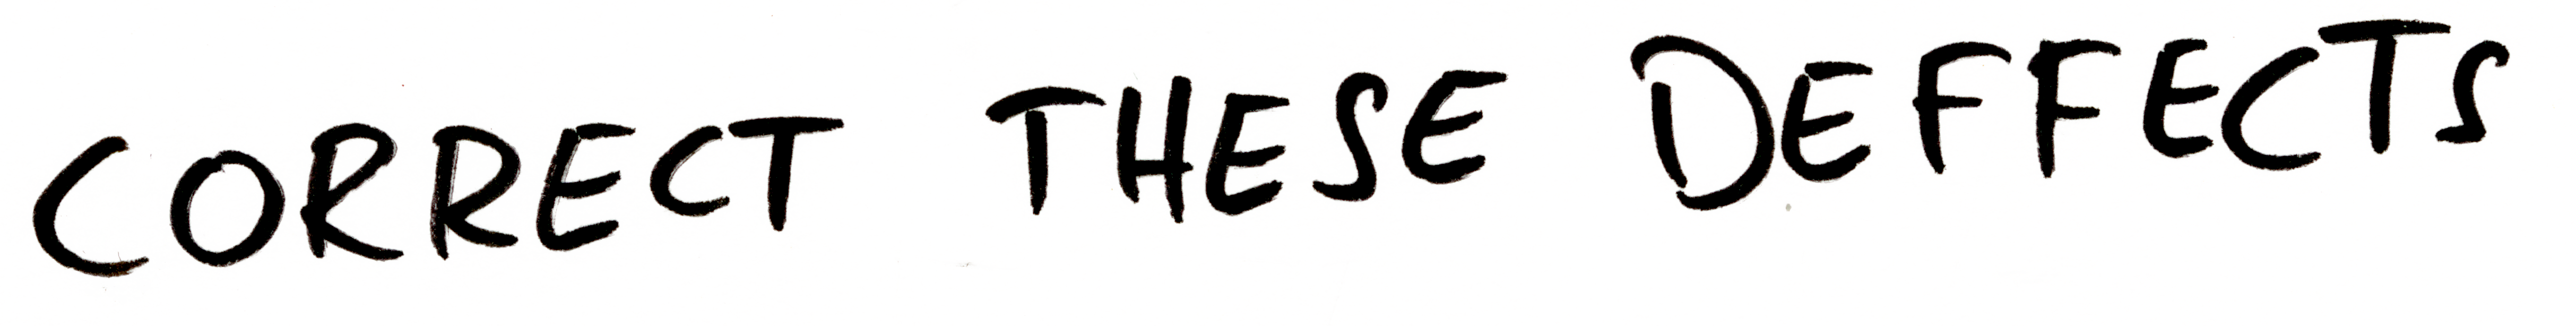 CORRECT THESE DEFFECTS